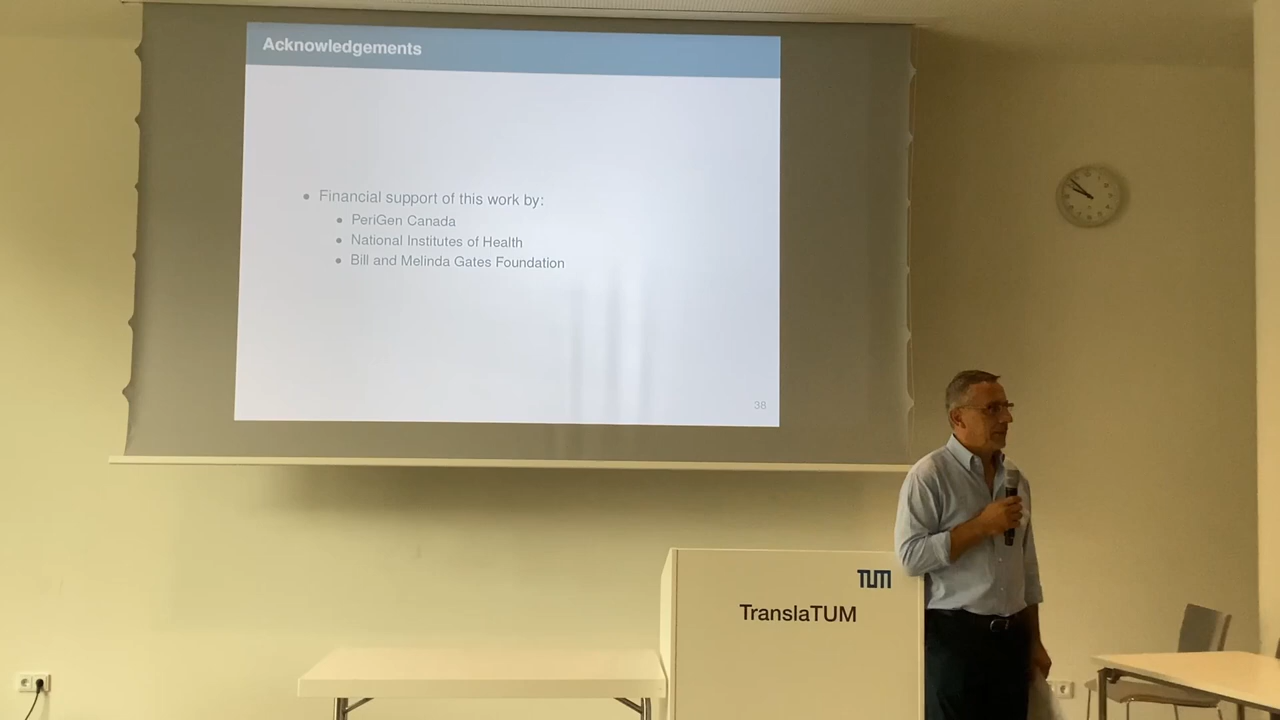 Acknowledgements
Financial support of this work by:
PeriGen Canada
National Institutes of Health
Bill and Melinda Gates Foundation
38
TUM
TranslaTUM